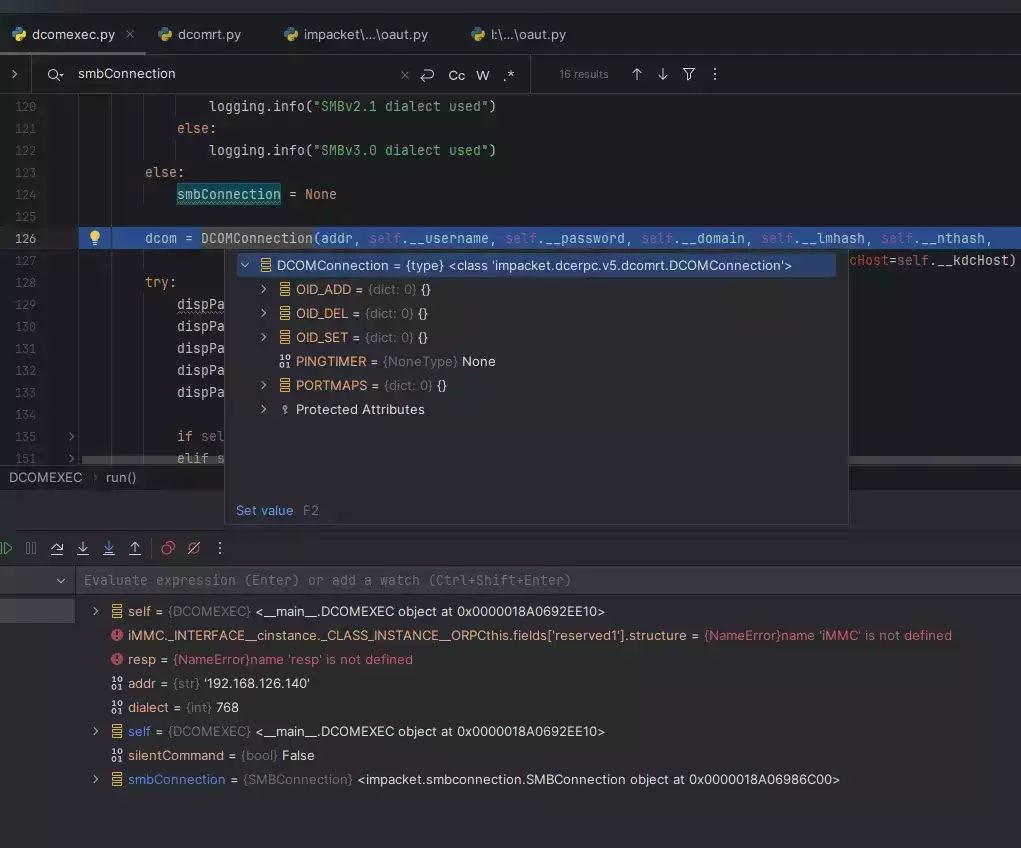 dcomexec.py
dcomrt.py
impacket\...\oaut.py
I:\...\oaut.py
smbConnection
Cc W .*
16 results
120 logging.info("SMBv2.1 dialect used")
121 else:
122 logging.info("SMBv3.0 dialect used")
123 else:
124 smbConnection = None
125
126 dcom = DCOMConnection(addr, self.__username, self.__password, self.__domain, self.__lmhash, self.__nthash,
127 cHost=self.__kdcHost)
DCOMConnection = {type} <class 'impacket.dcerpc.v5.dcomrt.DCOMConnection'>
128 try:
OID_ADD = {dict: 0} {}
129 dispPa
OID_DEL = {dict: 0} {}
130 dispPa
OID_SET = {dict: 0} {}
131 dispPa
PINGTIMER = {NoneType} None
132 dispPa
PORTMAPS = {dict: 0} {}
133 dispPa
Protected Attributes
134
135 if sel
151 elif s
DCOMEXEC
run()
Set value F2
Evaluate expression (Enter) or add a watch (Ctrl+Shift+Enter)
self = {DCOMEXEC} <__main__.DCOMEXEC object at 0x0000018A0692EE10>
iMMC._INTERFACE__cinstance._CLASS_INSTANCE__ORPCthis.fields['reserved1'].structure = {NameError}name 'iMMC' is not defined
resp = {NameError}name 'resp' is not defined
addr = {str} '192.168.126.140'
dialect = {int} 768
self = {DCOMEXEC} <__main__.DCOMEXEC object at 0x0000018A0692EE10>
silentCommand = {bool} False
smbConnection = {SMBConnection} <impacket.smbconnection.SMBConnection object at 0x0000018A06986C00>